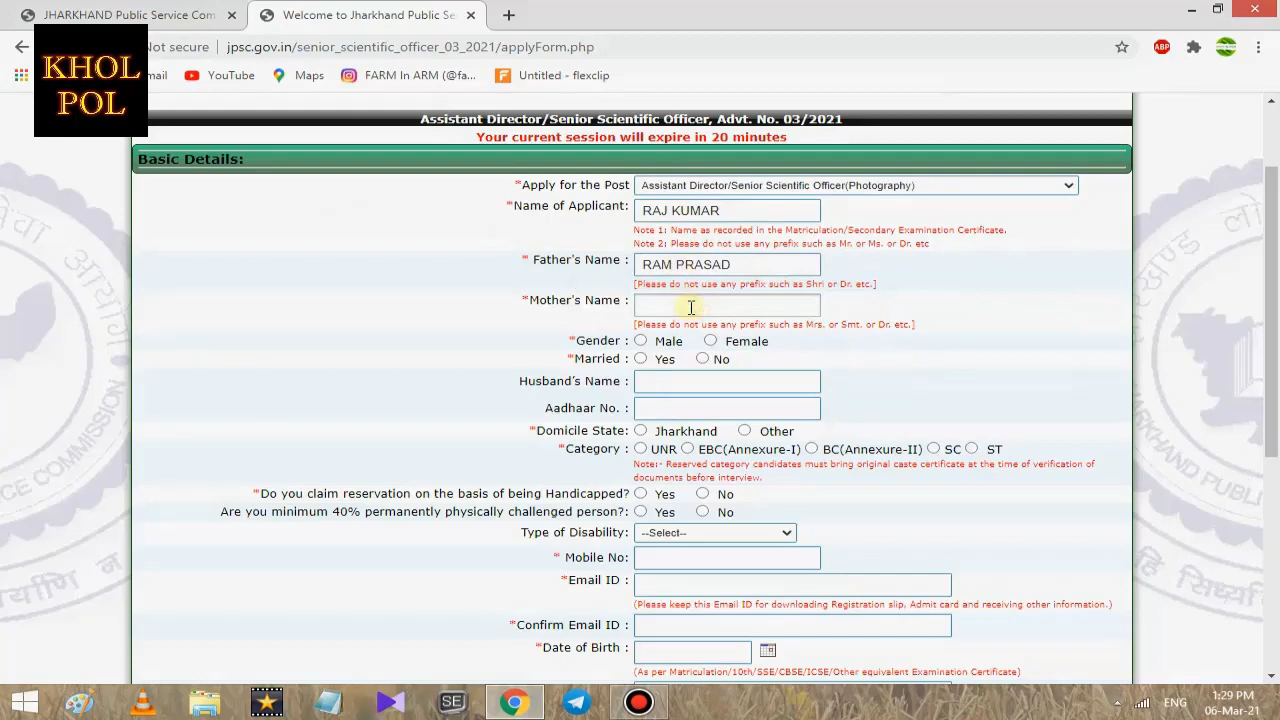 JHARKHAND Public Service Com
Welcome to Jharkhand Public Ser
KHOL
POL
Not secure
jpsc.gov.in/senior_scientific_officer_03_2021/applyForm.php
ABP
mail
YouTube
Maps
FARM In ARM (@fa...
Untitled - flexclip
Assistant Director/Senior Scientific Officer, Advt. No. 03/2021
Your current session will expire in 20 minutes
Basic Details:
*Apply for the Post Assistant Director/Senior Scientific Officer(Photography)
*Name of Applicant: RAJ KUMAR
Note 1: Name as recorded in the Matriculation/Secondary Examination Certificate.
Note 2: Please do not use any prefix such as Mr. or Ms. or Dr. etc
* Father's Name : RAM PRASAD
[Please do not use any prefix such as Shri or Dr. etc.]
*Mother's Name :
[Please do not use any prefix such as Mrs. or Smt. or Dr. etc.]
*Gender : Male Female
*Married : Yes No
Husband's Name :
Aadhaar No. :
*Domicile State: Jharkhand Other
*Category : UNR EBC(Annexure-I) BC(Annexure-II) SC ST
Note:- Reserved category candidates must bring original caste certificate at the time of verification of
documents before interview.
*Do you claim reservation on the basis of being Handicapped? Yes No
Are you minimum 40% permanently physically challenged person?: Yes No
Type of Disability: --Select--
* Mobile No:
*Email ID :
(Please keep this Email ID for downloading Registration slip, Admit card and receiving other information.)
*Confirm Email ID :
*Date of Birth :
(As per Matriculation/10th/SSE/CBSE/ICSE/Other equivalent Examination Certificate)
SE
ENG
1:29 PM
06-Mar-21